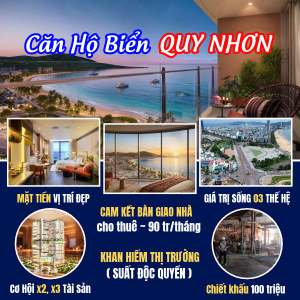 Căn Hộ Biển QUY NHƠN
MẶT TIỀN VỊ TRÍ ĐẸP
CAM KẾT BÀN GIAO NHÀ
cho thuê ~ 90 tr/tháng
GIÁ TRỊ SỐNG 03 THẾ HỆ
KHAN HIẾM THỊ TRƯỜNG
( SUẤT ĐỘC QUYỀN )
Cơ Hội x2, x3 Tài Sản
Chiết khấu 100 triệu